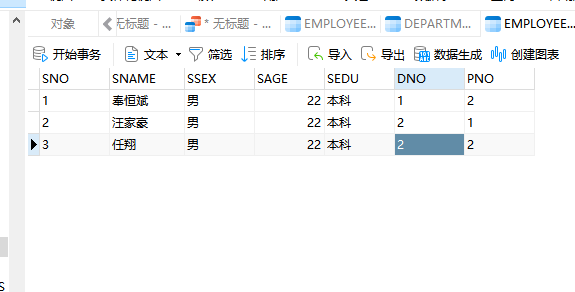 对象 无标题 - ... * 无标题 - ... EMPLOYEE... DEPARTM... EMPLOYEE...
开始事务 文本 筛选 排序 导入 导出 数据生成 创建图表
SNO SNAME SSEX SAGE SEDU DNO PNO
1 奉恒斌 男 22 本科 1 2
2 汪家豪 男 22 本科 2 1
3 任翔 男 22 本科 2 2
S